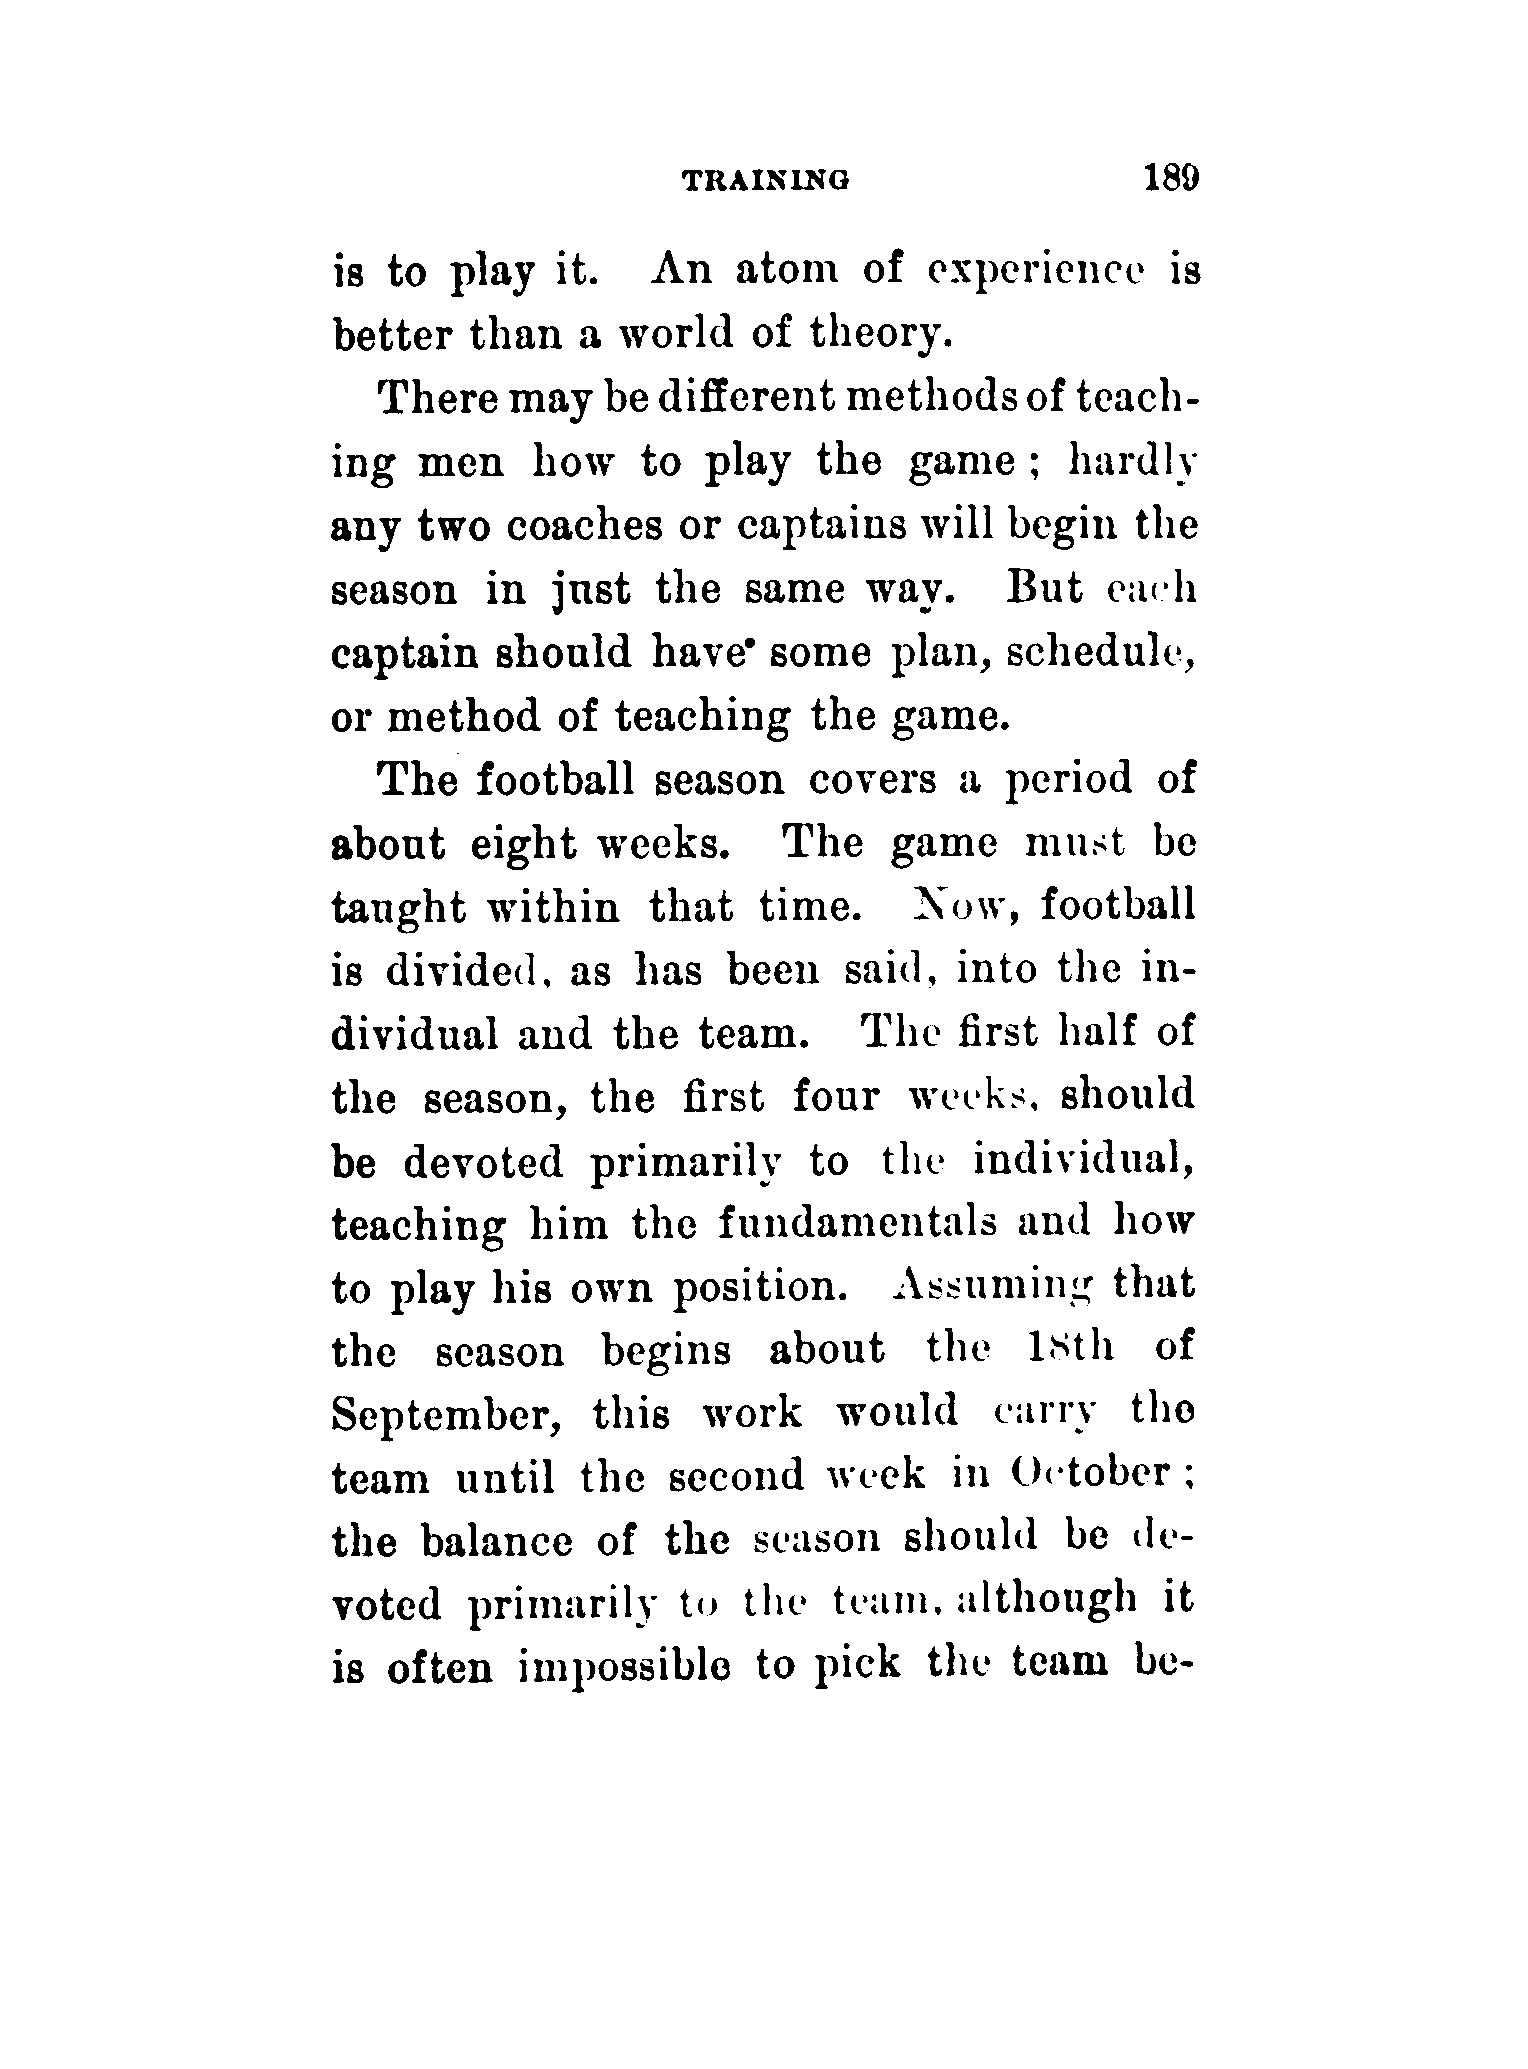 TRAINING 189
is to play it. An atom of experience is
better than a world of theory.
There may be different methods of teach-
ing men how to play the game ; hardly
any two coaches or captains will begin the
season in just the same way. But each
captain should have some plan, schedule,
or method of teaching the game.
The football season covers a period of
about eight weeks. The game must be
taught within that time. Now, football
is divided, as has been said, into the in-
dividual and the team. The first half of
the season, the first four weeks, should
be devoted primarily to the individual,
teaching him the fundamentals and how
to play his own position. Assuming that
the season begins about the 18th of
September, this work would carry the
team until the second week in October ;
the balance of the season should be de-
voted primarily to the team, although it
is often impossible to pick the team be-